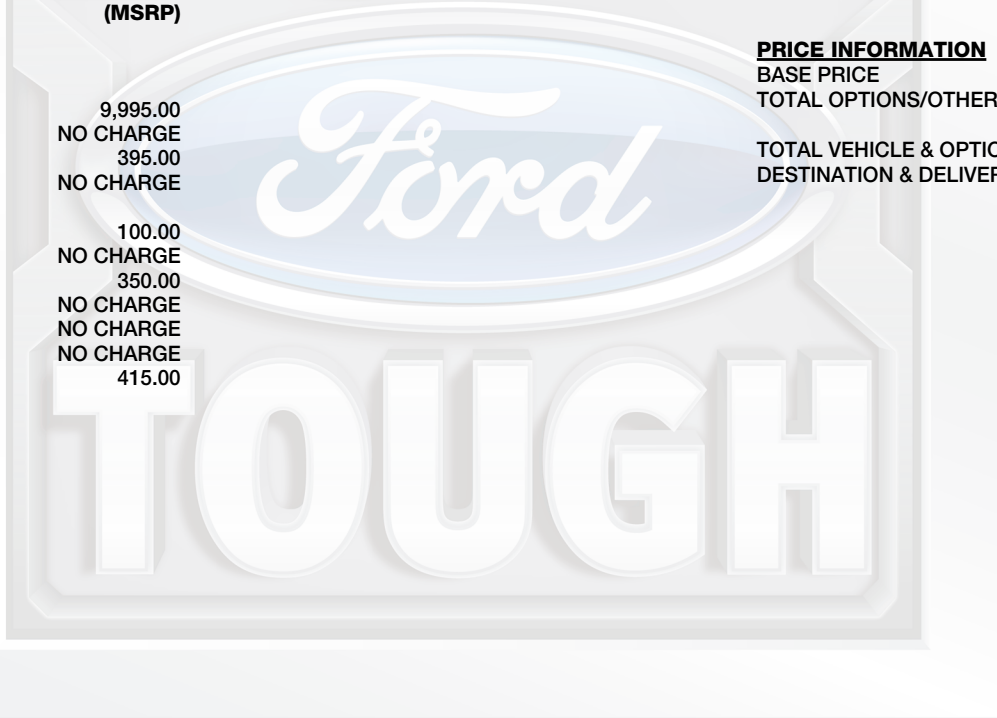 (MSRP)
9,995.00
NO CHARGE
395.00
NO CHARGE
100.00
NO CHARGE
350.00
NO CHARGE
NO CHARGE
NO CHARGE
415.00
PRICE INFORMATION
BASE PRICE
TOTAL OPTIONS/OTHER
TOTAL VEHICLE & OPTIO
DESTINATION & DELIVER
Ford
TOUGH